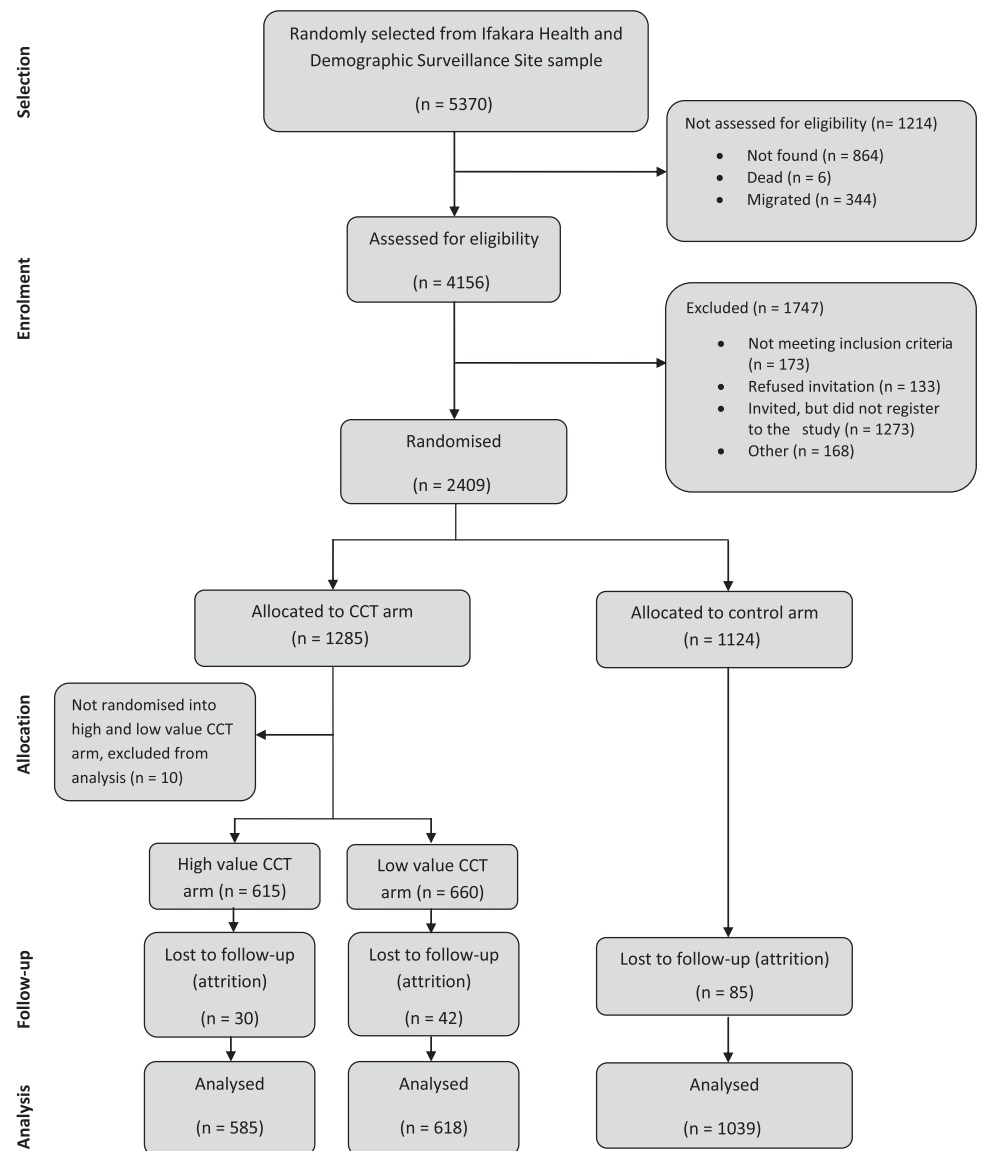 Selection
Randomly selected from Ifakara Health and
Demographic Surveillance Site sample
(n = 5370)
Not assessed for eligibility (n= 1214)
• Not found (n = 864)
• Dead (n = 6)
• Migrated (n = 344)
Enrolment
Assessed for eligibility
(n = 4156)
Excluded (n = 1747)
• Not meeting inclusion criteria
(n = 173)
• Refused invitation (n = 133)
• Invited, but did not register
to the study (n = 1273)
• Other (n = 168)
Randomised
(n = 2409)
Allocation
Allocated to CCT arm
(n = 1285)
Allocated to control arm
(n = 1124)
Not randomised into
high and low value CCT
arm, excluded from
analysis (n = 10)
High value CCT
arm (n = 615)
Low value CCT
arm (n = 660)
Follow-up
Lost to follow-up
(attrition)
(n = 30)
Lost to follow-up
(attrition)
(n = 42)
Lost to follow-up (attrition)
(n = 85)
Analysis
Analysed
(n = 585)
Analysed
(n = 618)
Analysed
(n = 1039)